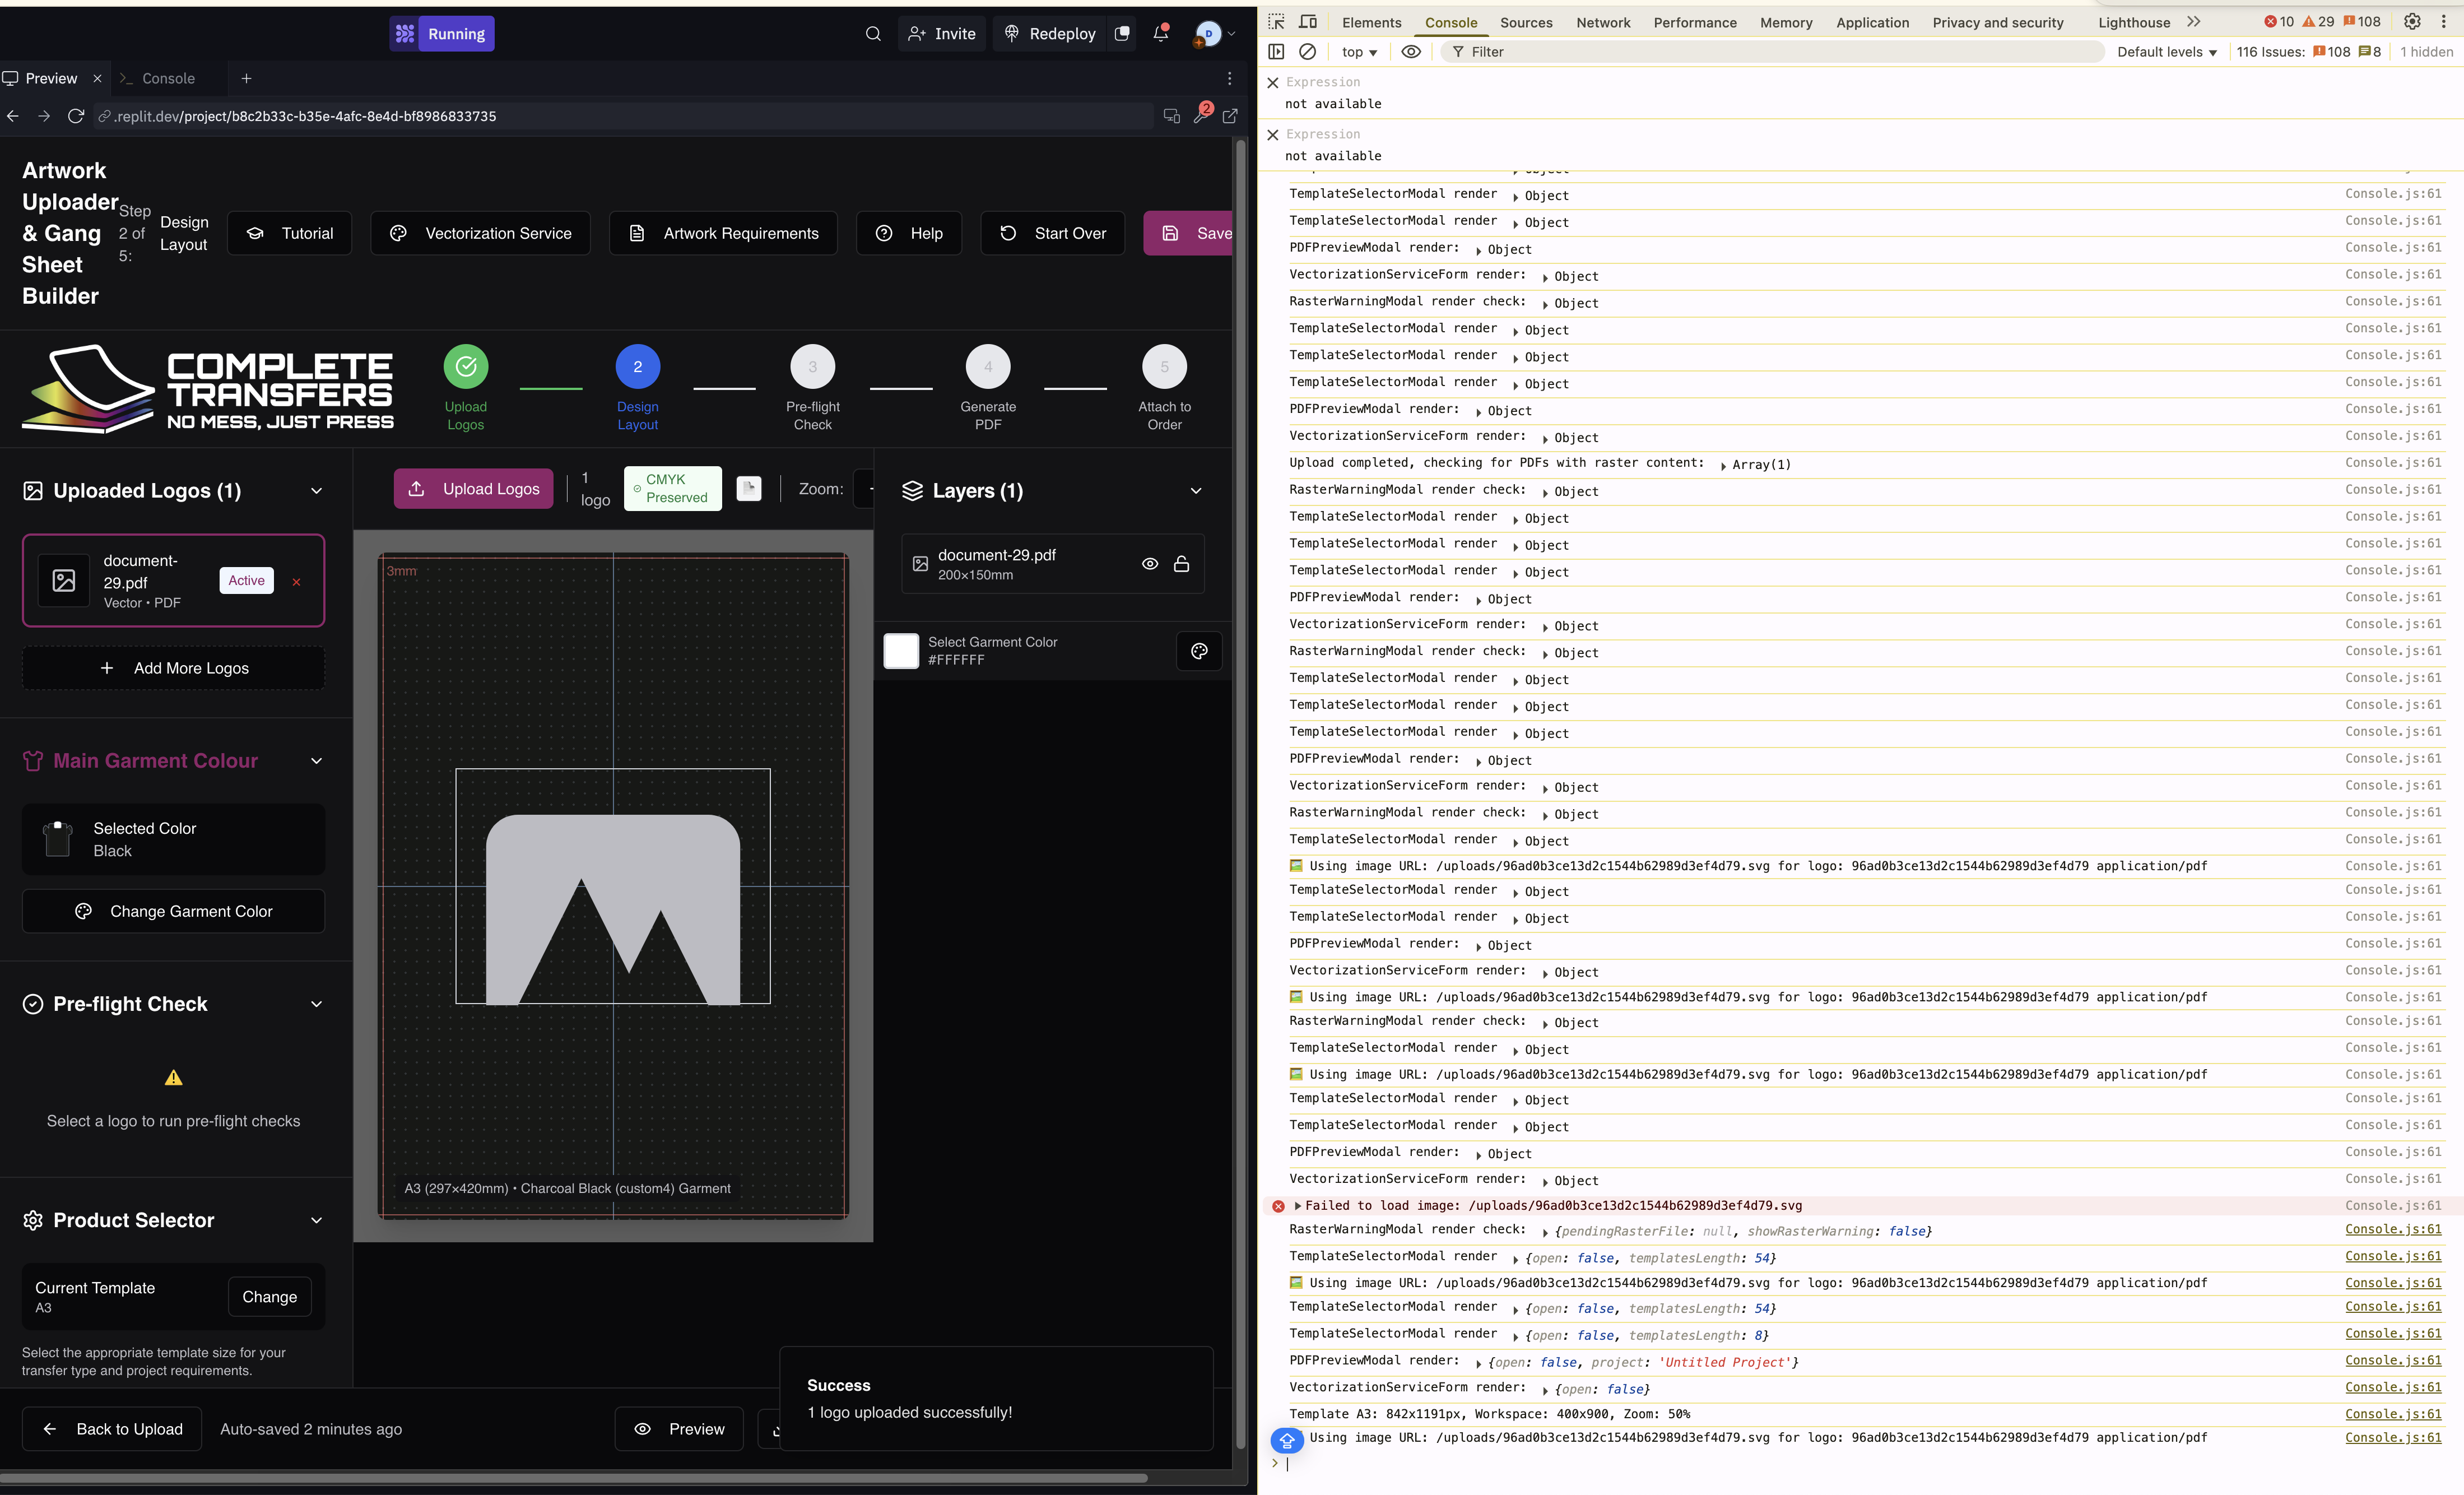 Running
Invite
Redeploy
D
Preview
Console
.replit.dev/project/b8c2b33c-b35e-4afc-8e4d-bf8986833735
2
Artwork
Uploader
& Gang
Sheet
Builder
Step
2 of
5:
Design
Layout
Tutorial
Vectorization Service
Artwork Requirements
Help
Start Over
Save
COMPLETE
TRANSFERS
NO MESS, JUST PRESS
Upload
Logos
2
Design
Layout
3
Pre-flight
Check
4
Generate
PDF
5
Attach to
Order
Uploaded Logos (1)
document-
29.pdf
Vector • PDF
Active
Add More Logos
Main Garment Colour
Selected Color
Black
Change Garment Color
Pre-flight Check
Select a logo to run pre-flight checks
Product Selector
Current Template
A3
Change
Select the appropriate template size for your
transfer type and project requirements.
Upload Logos
1
logo
CMYK
Preserved
Zoom:
3mm
A3 (297×420mm) • Charcoal Black (custom4) Garment
Layers (1)
document-29.pdf
200×150mm
Select Garment Color
#FFFFFF
Back to Upload
Auto-saved 2 minutes ago
Preview
Success
1 logo uploaded successfully!
Elements
Console
Sources
Network
Performance
Memory
Application
Privacy and security
Lighthouse
10
29
108
top
Filter
Default levels
116 Issues: 108 8
1 hidden
Expression
not available
Expression
not available
TemplateSelectorModal render Object Console.js:61
TemplateSelectorModal render Object Console.js:61
PDFPreviewModal render: Object Console.js:61
VectorizationServiceForm render: Object Console.js:61
RasterWarningModal render check: Object Console.js:61
TemplateSelectorModal render Object Console.js:61
TemplateSelectorModal render Object Console.js:61
TemplateSelectorModal render Object Console.js:61
PDFPreviewModal render: Object Console.js:61
VectorizationServiceForm render: Object Console.js:61
Upload completed, checking for PDFs with raster content: Array(1) Console.js:61
RasterWarningModal render check: Object Console.js:61
TemplateSelectorModal render Object Console.js:61
TemplateSelectorModal render Object Console.js:61
TemplateSelectorModal render Object Console.js:61
PDFPreviewModal render: Object Console.js:61
VectorizationServiceForm render: Object Console.js:61
RasterWarningModal render check: Object Console.js:61
TemplateSelectorModal render Object Console.js:61
TemplateSelectorModal render Object Console.js:61
TemplateSelectorModal render Object Console.js:61
PDFPreviewModal render: Object Console.js:61
VectorizationServiceForm render: Object Console.js:61
RasterWarningModal render check: Object Console.js:61
TemplateSelectorModal render Object Console.js:61
Using image URL: /uploads/96ad0b3ce13d2c1544b62989d3ef4d79.svg for logo: 96ad0b3ce13d2c1544b62989d3ef4d79 application/pdf Console.js:61
TemplateSelectorModal render Object Console.js:61
TemplateSelectorModal render Object Console.js:61
PDFPreviewModal render: Object Console.js:61
VectorizationServiceForm render: Object Console.js:61
Using image URL: /uploads/96ad0b3ce13d2c1544b62989d3ef4d79.svg for logo: 96ad0b3ce13d2c1544b62989d3ef4d79 application/pdf Console.js:61
RasterWarningModal render check: Object Console.js:61
TemplateSelectorModal render Object Console.js:61
Using image URL: /uploads/96ad0b3ce13d2c1544b62989d3ef4d79.svg for logo: 96ad0b3ce13d2c1544b62989d3ef4d79 application/pdf Console.js:61
TemplateSelectorModal render Object Console.js:61
TemplateSelectorModal render Object Console.js:61
PDFPreviewModal render: Object Console.js:61
VectorizationServiceForm render: Object Console.js:61
Failed to load image: /uploads/96ad0b3ce13d2c1544b62989d3ef4d79.svg Console.js:61
RasterWarningModal render check: {pendingRasterFile: null, showRasterWarning: false} Console.js:61
TemplateSelectorModal render {open: false, templatesLength: 54} Console.js:61
Using image URL: /uploads/96ad0b3ce13d2c1544b62989d3ef4d79.svg for logo: 96ad0b3ce13d2c1544b62989d3ef4d79 application/pdf Console.js:61
TemplateSelectorModal render {open: false, templatesLength: 54} Console.js:61
TemplateSelectorModal render {open: false, templatesLength: 8} Console.js:61
PDFPreviewModal render: {open: false, project: 'Untitled Project'} Console.js:61
VectorizationServiceForm render: {open: false} Console.js:61
Template A3: 842x1191px, Workspace: 400x900, Zoom: 50% Console.js:61
Using image URL: /uploads/96ad0b3ce13d2c1544b62989d3ef4d79.svg for logo: 96ad0b3ce13d2c1544b62989d3ef4d79 application/pdf Console.js:61